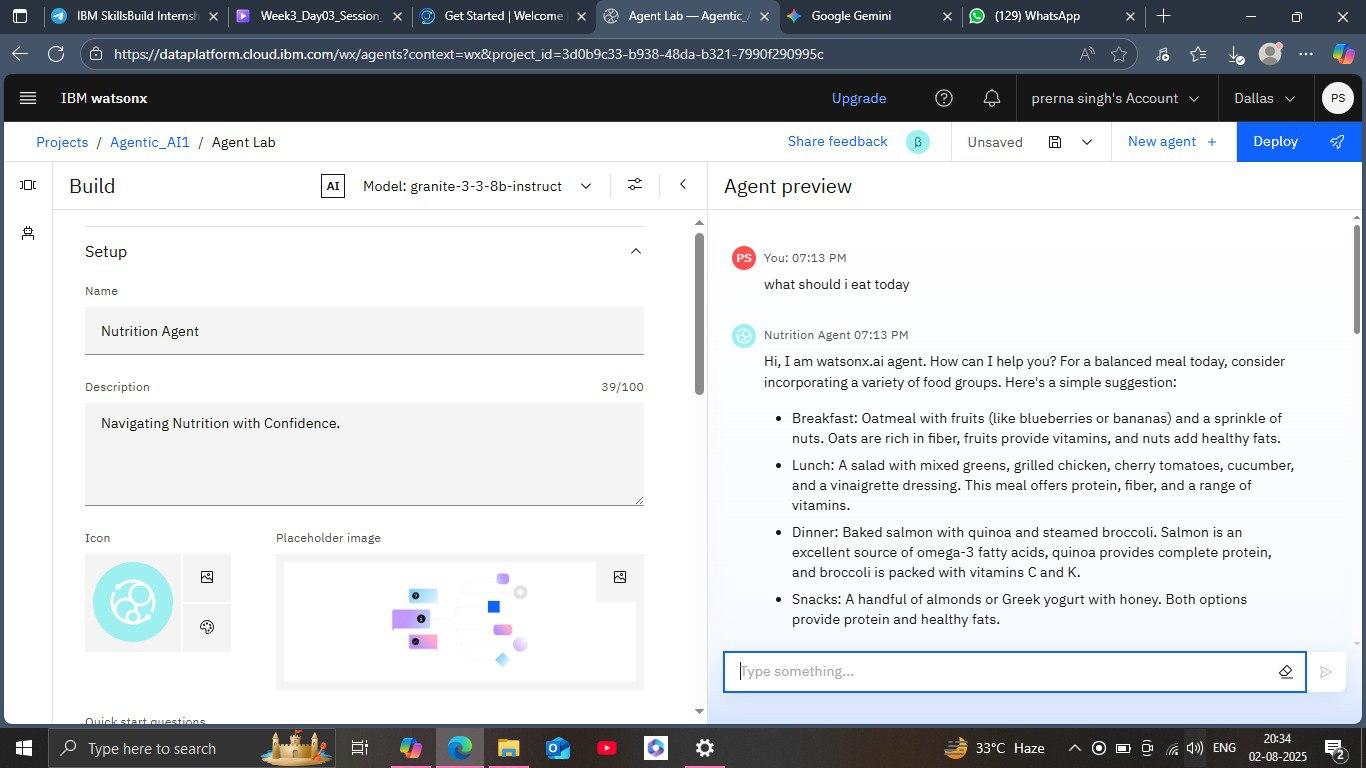 IBM SkillsBuild Internsh
Week3_Day03_Session_
Get Started | Welcome
Agent Lab — Agentic_A
Google Gemini
(129) WhatsApp
https://dataplatform.cloud.ibm.com/wx/agents?context=wx&project_id=3d0b9c33-b938-48da-b321-7990f290995c
IBM watsonx
Upgrade
prerna singh's Account
Dallas
PS
Projects / Agentic_AI1 / Agent Lab
Share feedback
β
Unsaved
New agent +
Deploy
Build
AI
Model: granite-3-3-8b-instruct
Agent preview
Setup
Name
Nutrition Agent
Description
39/100
Navigating Nutrition with Confidence.
Icon
Placeholder image
Quick start questions
PS
You: 07:13 PM
what should i eat today
Nutrition Agent 07:13 PM
Hi, I am watsonx.ai agent. How can I help you? For a balanced meal today, consider
incorporating a variety of food groups. Here's a simple suggestion:
• Breakfast: Oatmeal with fruits (like blueberries or bananas) and a sprinkle of
nuts. Oats are rich in fiber, fruits provide vitamins, and nuts add healthy fats.
• Lunch: A salad with mixed greens, grilled chicken, cherry tomatoes, cucumber,
and a vinaigrette dressing. This meal offers protein, fiber, and a range of
vitamins.
• Dinner: Baked salmon with quinoa and steamed broccoli. Salmon is an
excellent source of omega-3 fatty acids, quinoa provides complete protein,
and broccoli is packed with vitamins C and K.
• Snacks: A handful of almonds or Greek yogurt with honey. Both options
provide protein and healthy fats.
Type something...
Type here to search
33°C Haze
ENG
20:34
02-08-2025
2